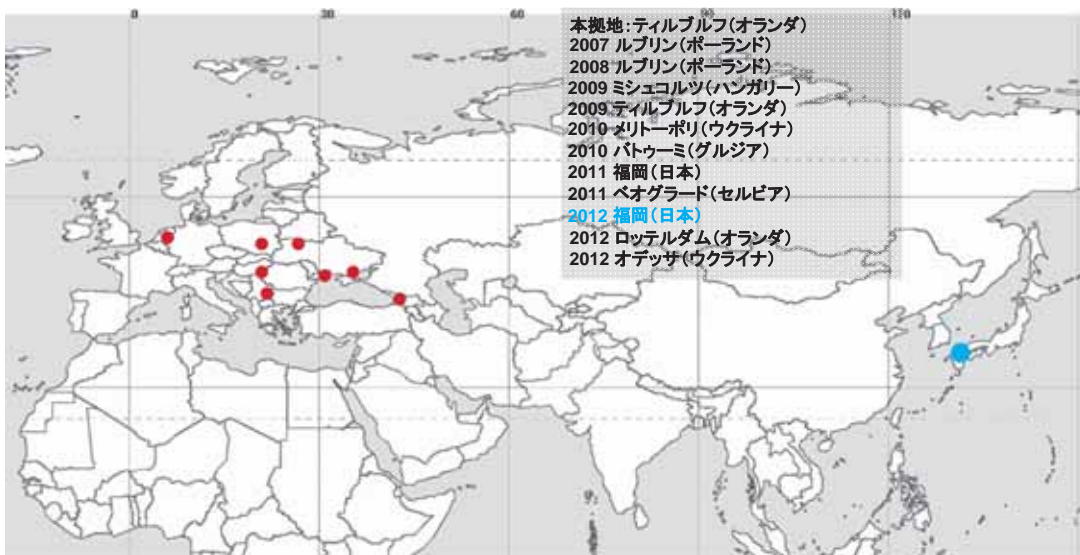 0 30 60 90 120
本拠地:ティルブルフ(オランダ)
2007 ルブリン(ポーランド)
2008 ルブリン(ポーランド)
2009 ミシェコルツ(ハンガリー)
2009 ティルブルフ(オランダ)
2010 メリトーポリ(ウクライナ)
2010 バトゥーミ(グルジア)
2011 福岡(日本)
2011 ベオグラード(セルビア)
2012 福岡(日本)
2012 ロッテルダム(オランダ)
2012 オデッサ(ウクライナ)